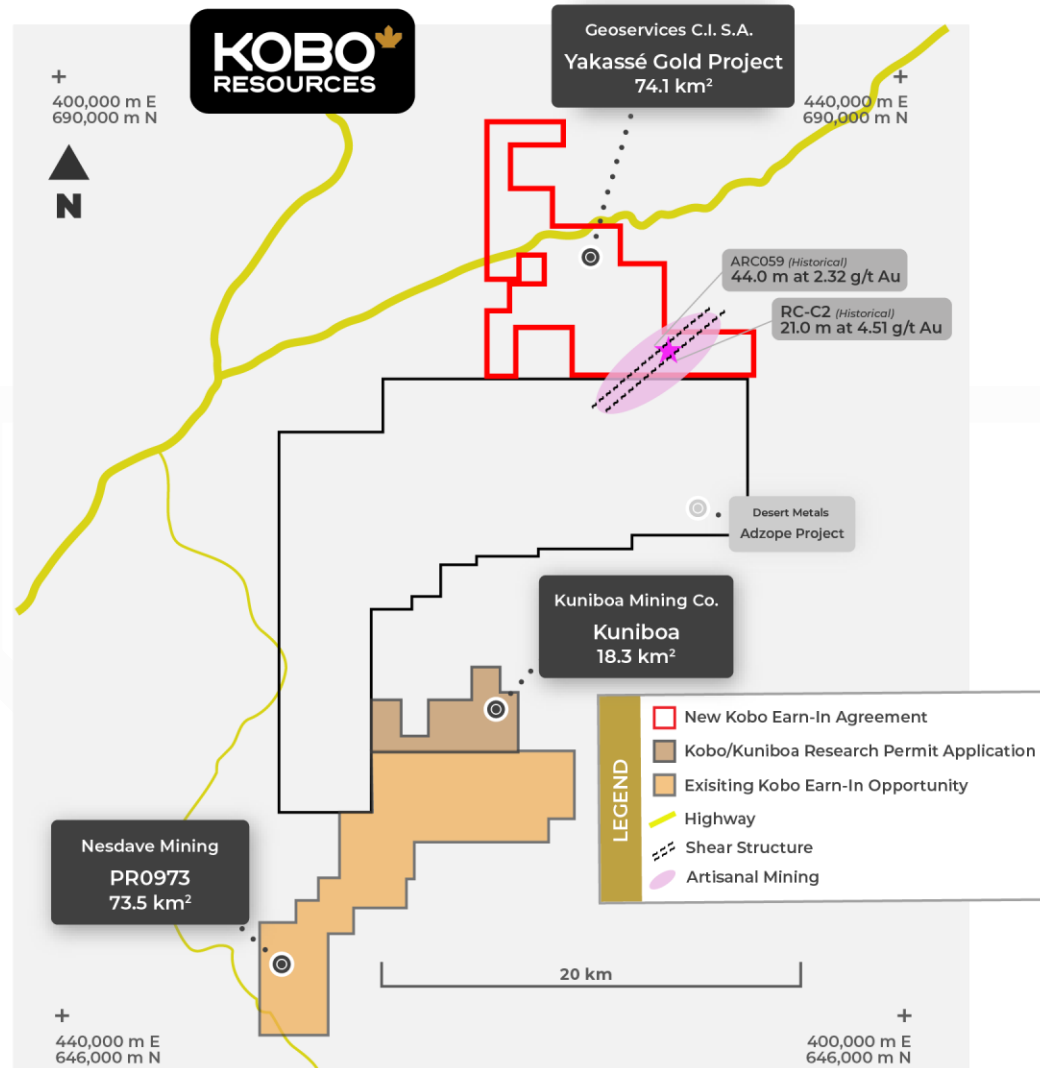 KOBO
RESOURCES
Geoservices C.I. S.A.
Yakassé Gold Project
74.1 km²
400,000 m E
690,000 m N
440,000 m E
690,000 m N
N
ARC059 (Historical)
44.0 m at 2.32 g/t Au
RC-C2 (Historical)
21.0 m at 4.51 g/t Au
Desert Metals
Adzope Project
Kuniboa Mining Co.
Kuniboa
18.3 km²
LEGEND
New Kobo Earn-In Agreement
Kobo/Kuniboa Research Permit Application
Exisiting Kobo Earn-In Opportunity
Highway
Shear Structure
Artisanal Mining
Nesdave Mining
PR0973
73.5 km²
20 km
440,000 m E
646,000 m N
400,000 m E
646,000 m N